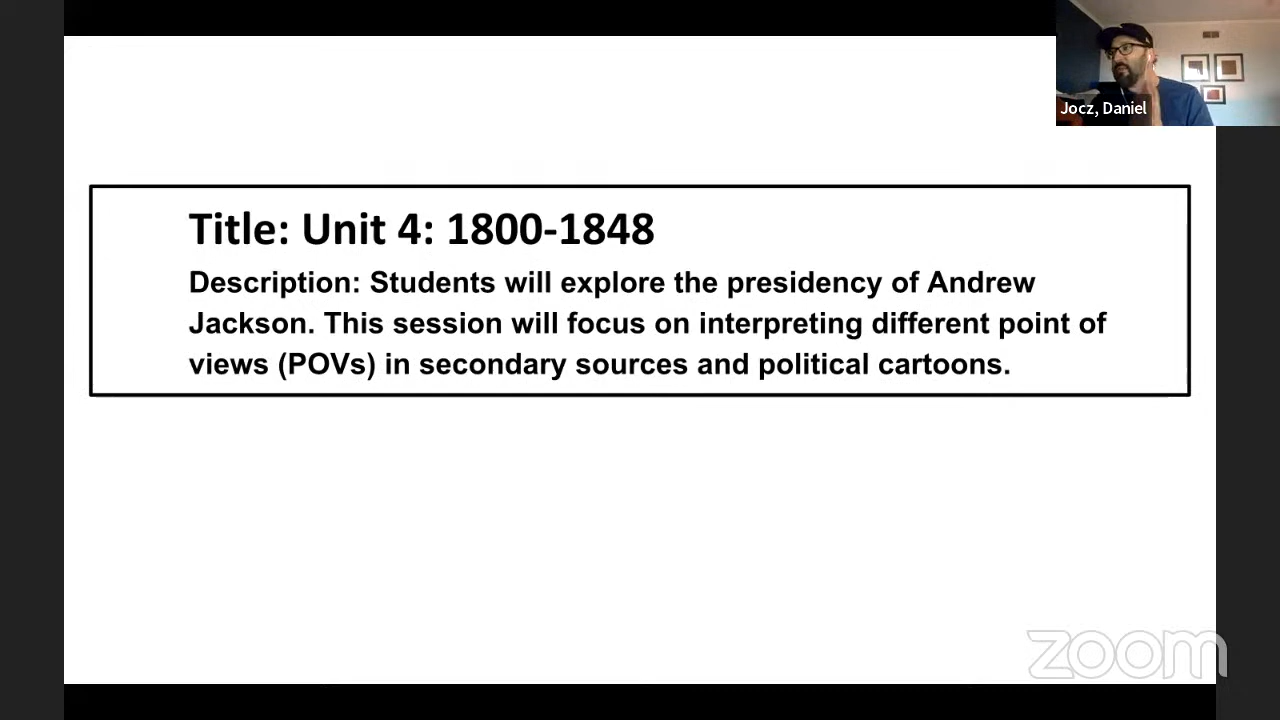 Jocz, Daniel
Title: Unit 4: 1800-1848
Description: Students will explore the presidency of Andrew
Jackson. This session will focus on interpreting different point of
views (POVs) in secondary sources and political cartoons.
zoom